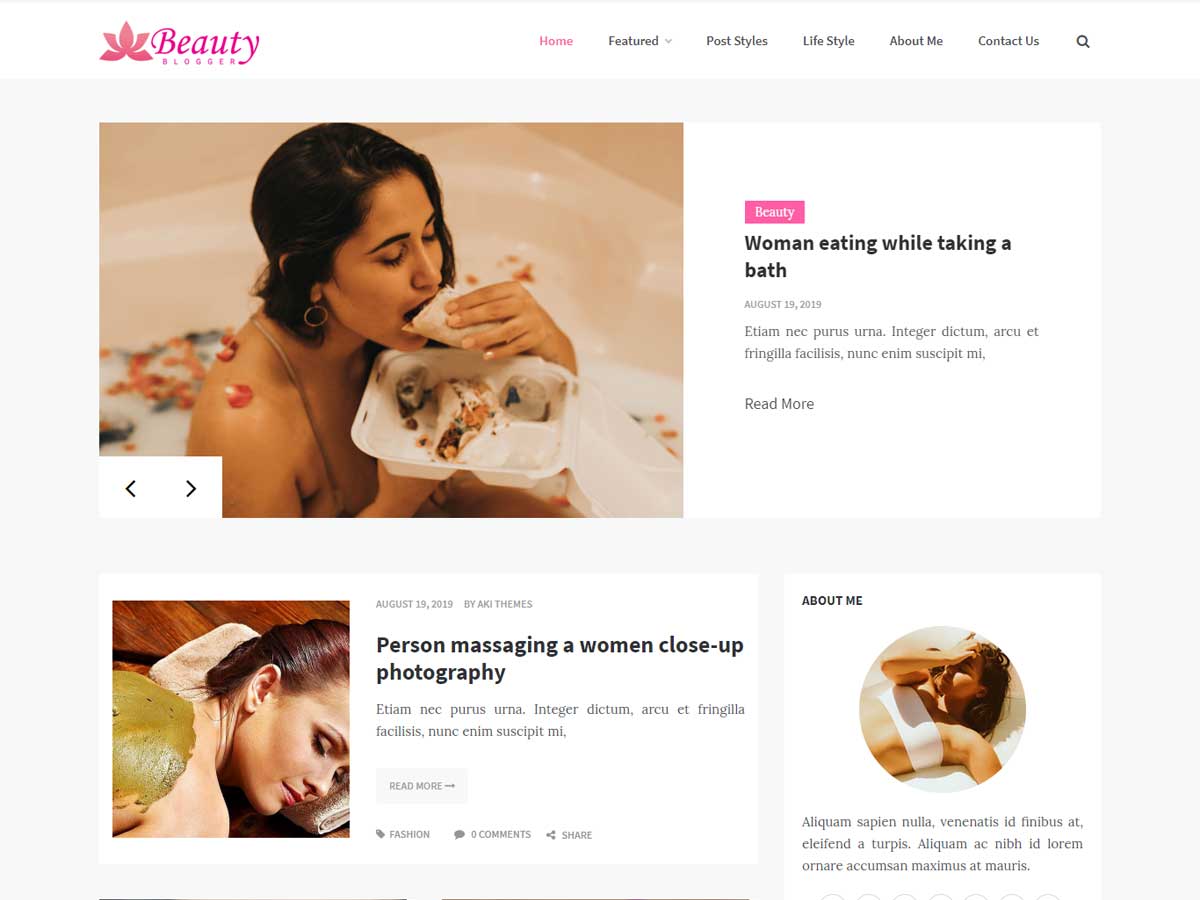 Beauty
BLOGGER
Home
Featured
Post Styles
Life Style
About Me
Contact Us
Beauty
Woman eating while taking a
bath
AUGUST 19, 2019
Etiam nec purus urna. Integer dictum, arcu et
fringilla facilisis, nunc enim suscipit mi,
Read More
AUGUST 19, 2019 BY AKI THEMES
Person massaging a women close-up
photography
Etiam nec purus urna. Integer dictum, arcu et fringilla
facilisis, nunc enim suscipit mi,
READ MORE
FASHION
0 COMMENTS
SHARE
ABOUT ME
Aliquam sapien nulla, venenatis id finibus at,
eleifend a turpis. Aliquam ac nibh id lorem
ornare accumsan maximus at mauris.